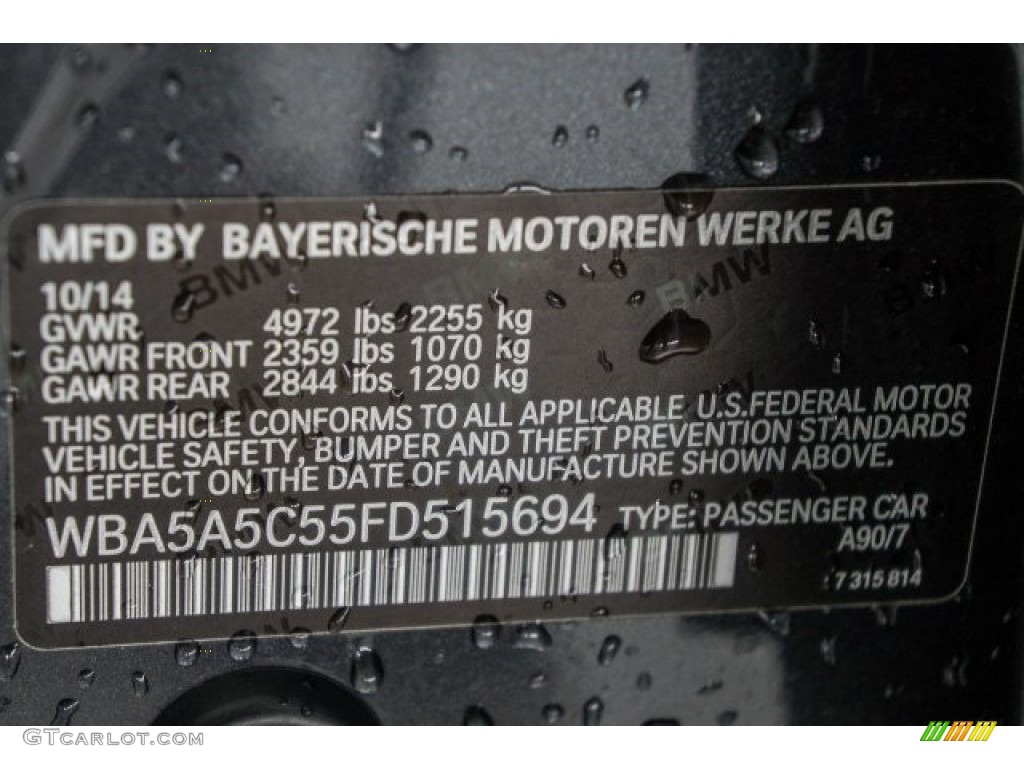 MFD BY BAYERISCHE MOTOREN WERKE AG
10/14
GVWR 4972 lbs 2255 kg
GAWR FRONT 2359 lbs 1070 kg
GAWR REAR 2844 lbs 1290 kg
THIS VEHICLE CONFORMS TO ALL APPLICABLE U.S.FEDERAL MOTOR
VEHICLE SAFETY, BUMPER AND THEFT PREVENTION STANDARDS
IN EFFECT ON THE DATE OF MANUFACTURE SHOWN ABOVE.
WBA5A5C55FD515694 TYPE: PASSENGER CAR
A90/7
7 315 814
BMW
BMW
GTCarLot.com